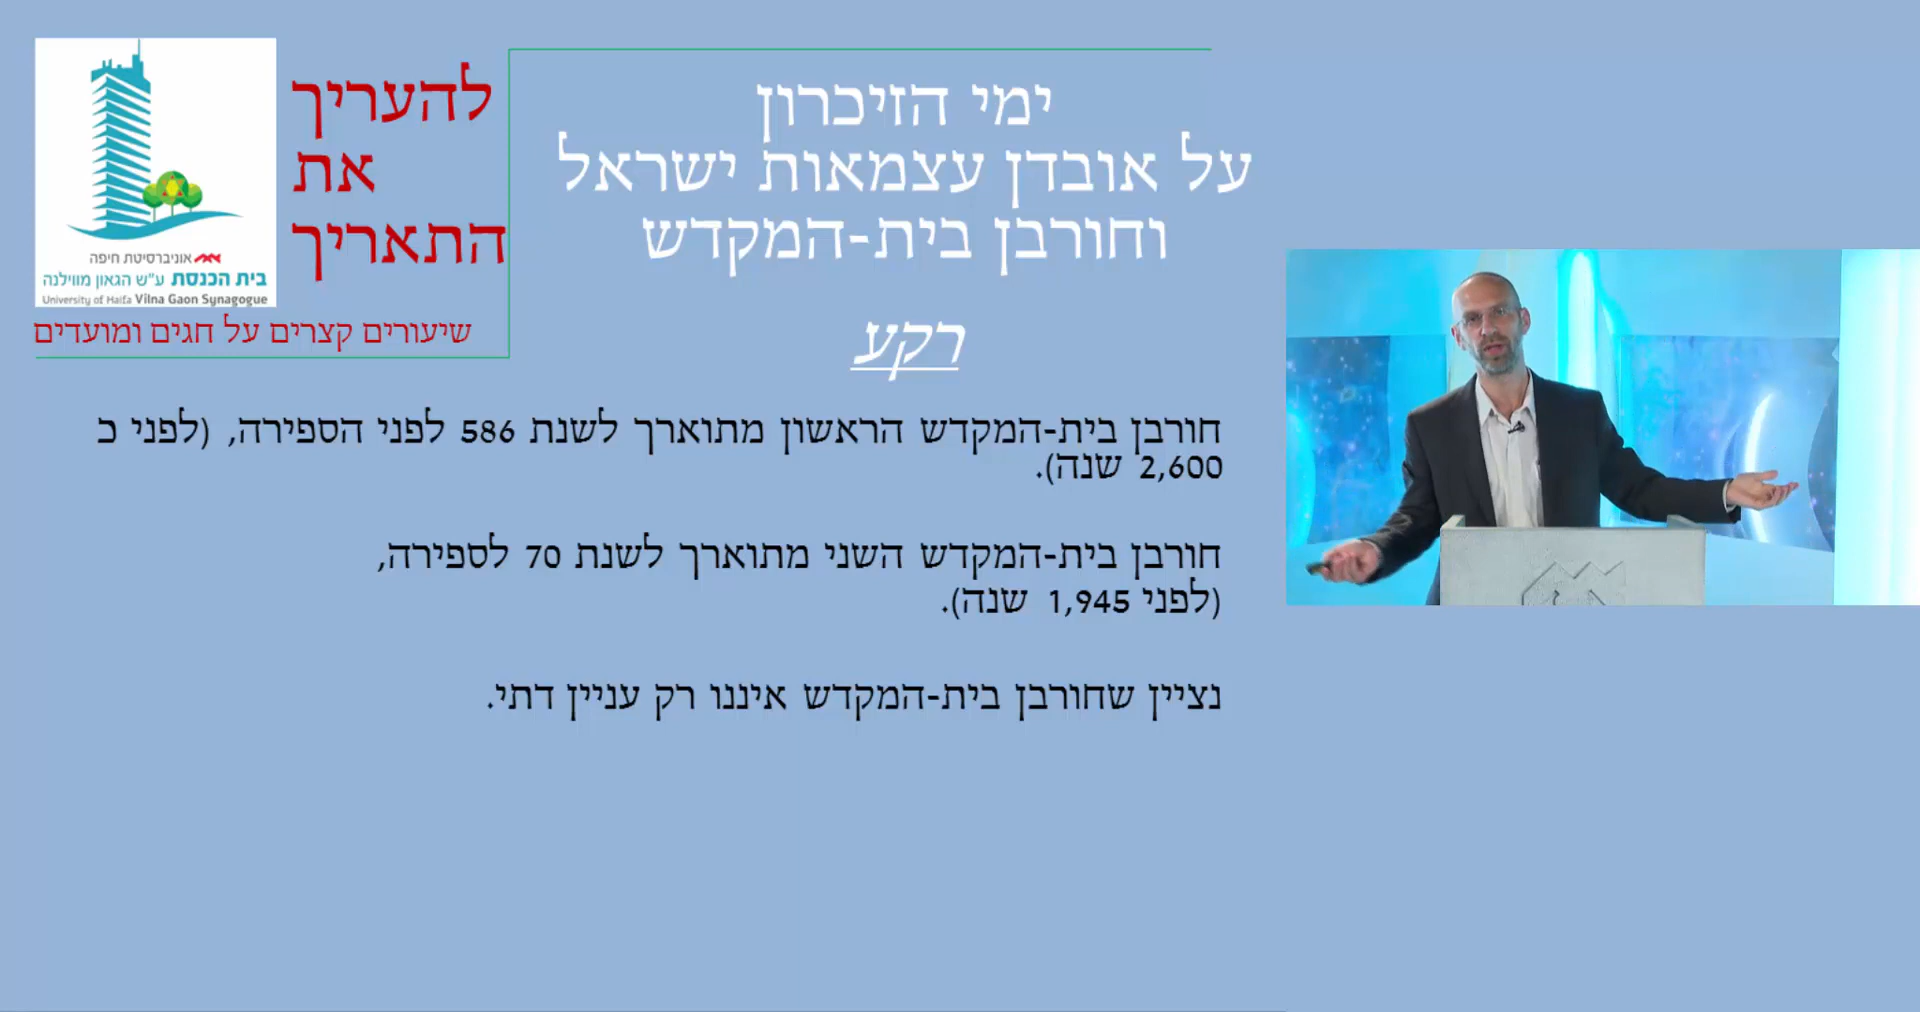 להעריך
את
התאריך
אוניברסיטת חיפה
בית הכנסת ע"ש הגאון מווילנה
University of Haifa Vilna Gaon Synagogue
שיעורים קצרים על חגים ומועדים
ימי הזיכרון
על אובדן עצמאות ישראל
וחורבן בית-המקדש
רקע
חורבן בית-המקדש הראשון מתוארך לשנת 586 לפני הספירה, (לפני כ
2,600 שנה).
חורבן בית-המקדש השני מתוארך לשנת 70 לספירה,
(לפני 1,945 שנה).
נציין שחורבן בית-המקדש איננו רק עניין דתי.